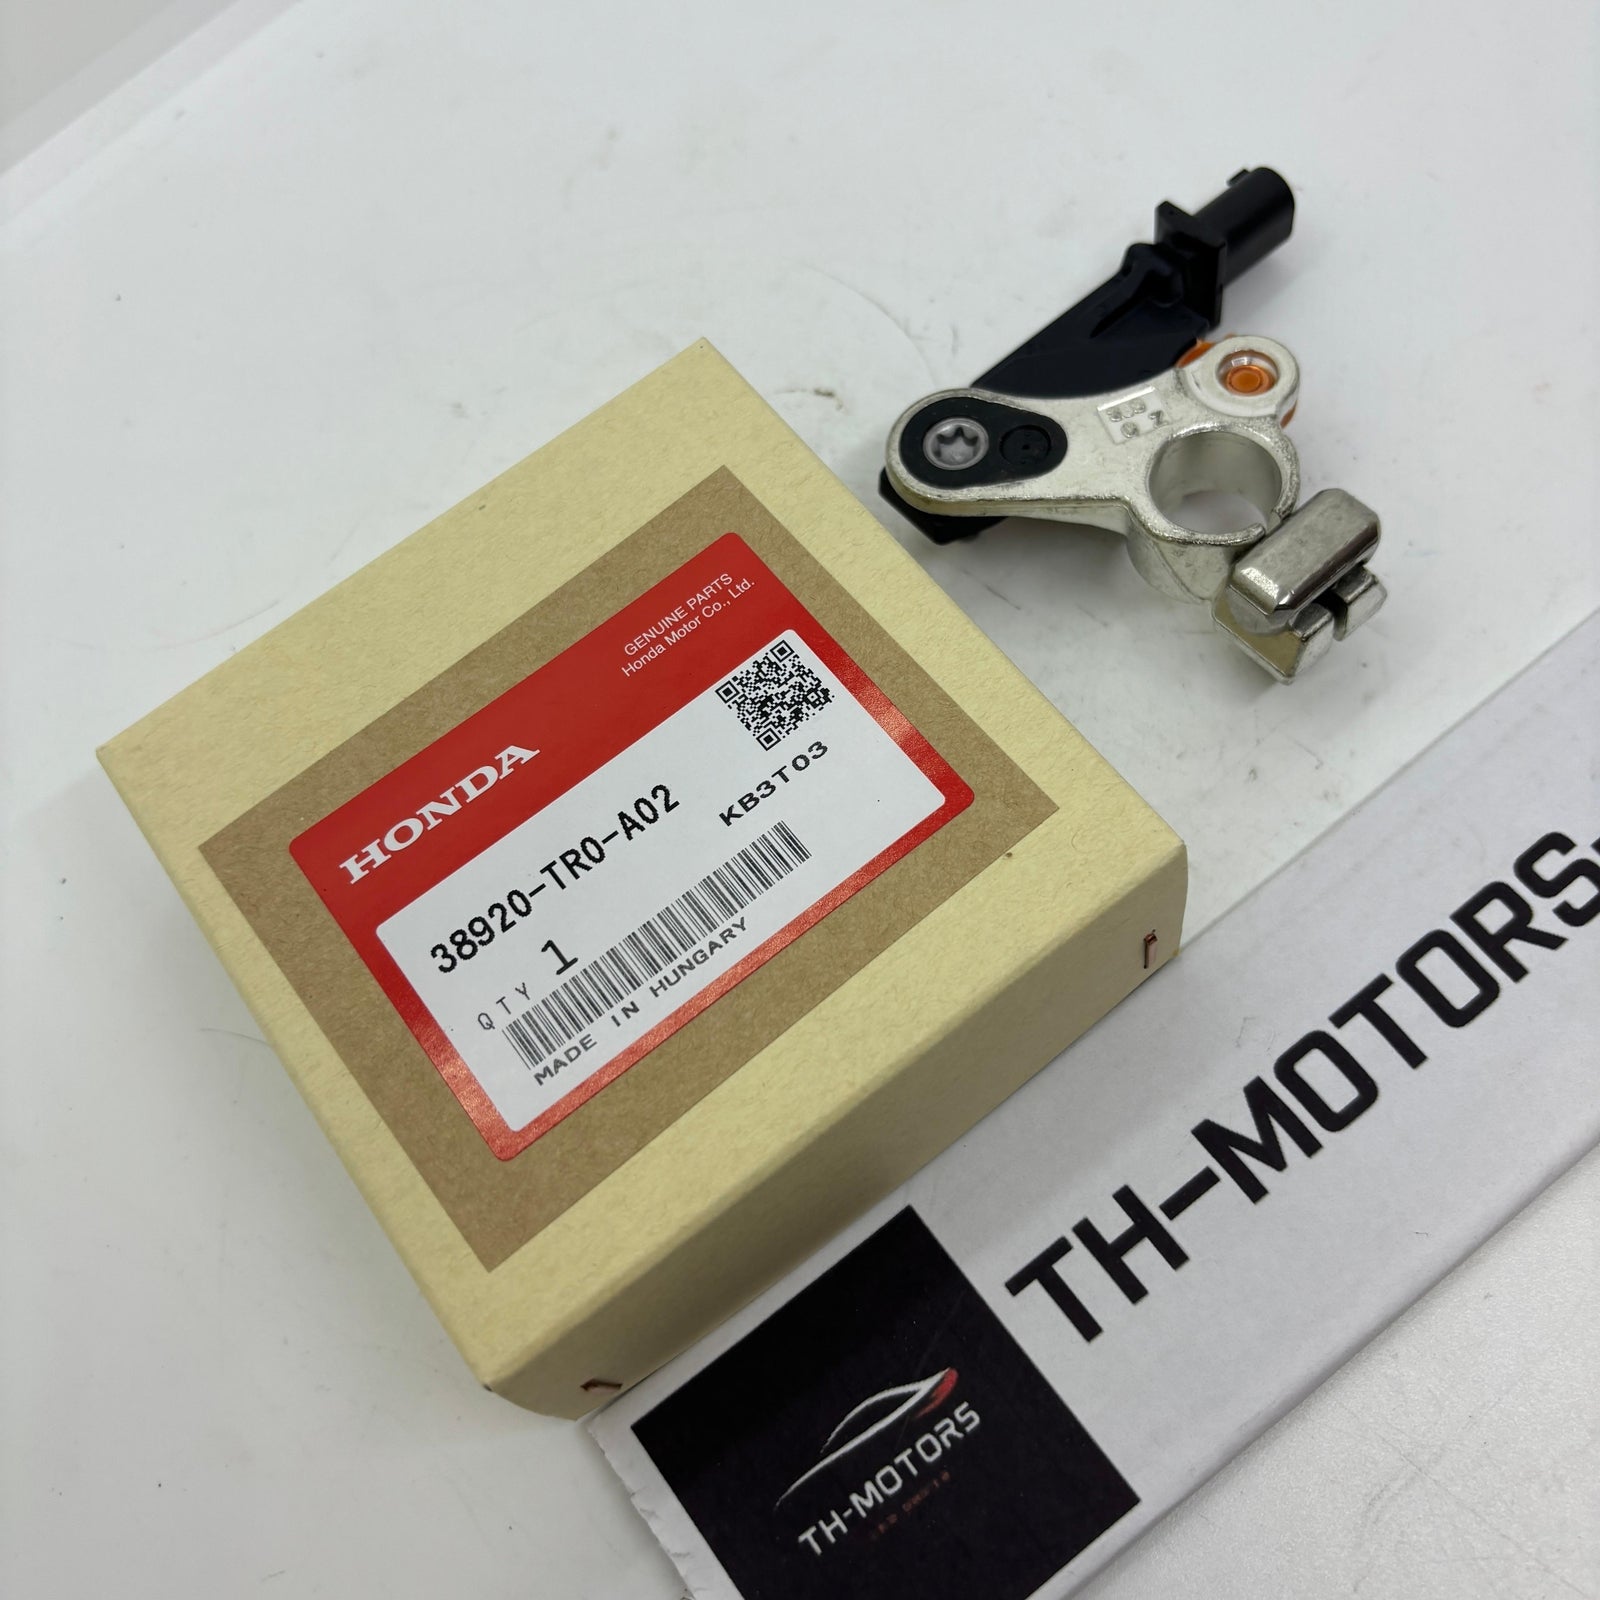 GENUINE PARTS
Honda Motor Co., Ltd.
HONDA
38920-TR0-A02
KB3T03
QTY 1
MADE IN HUNGARY
TH-MOTORS
TH-MOTORS